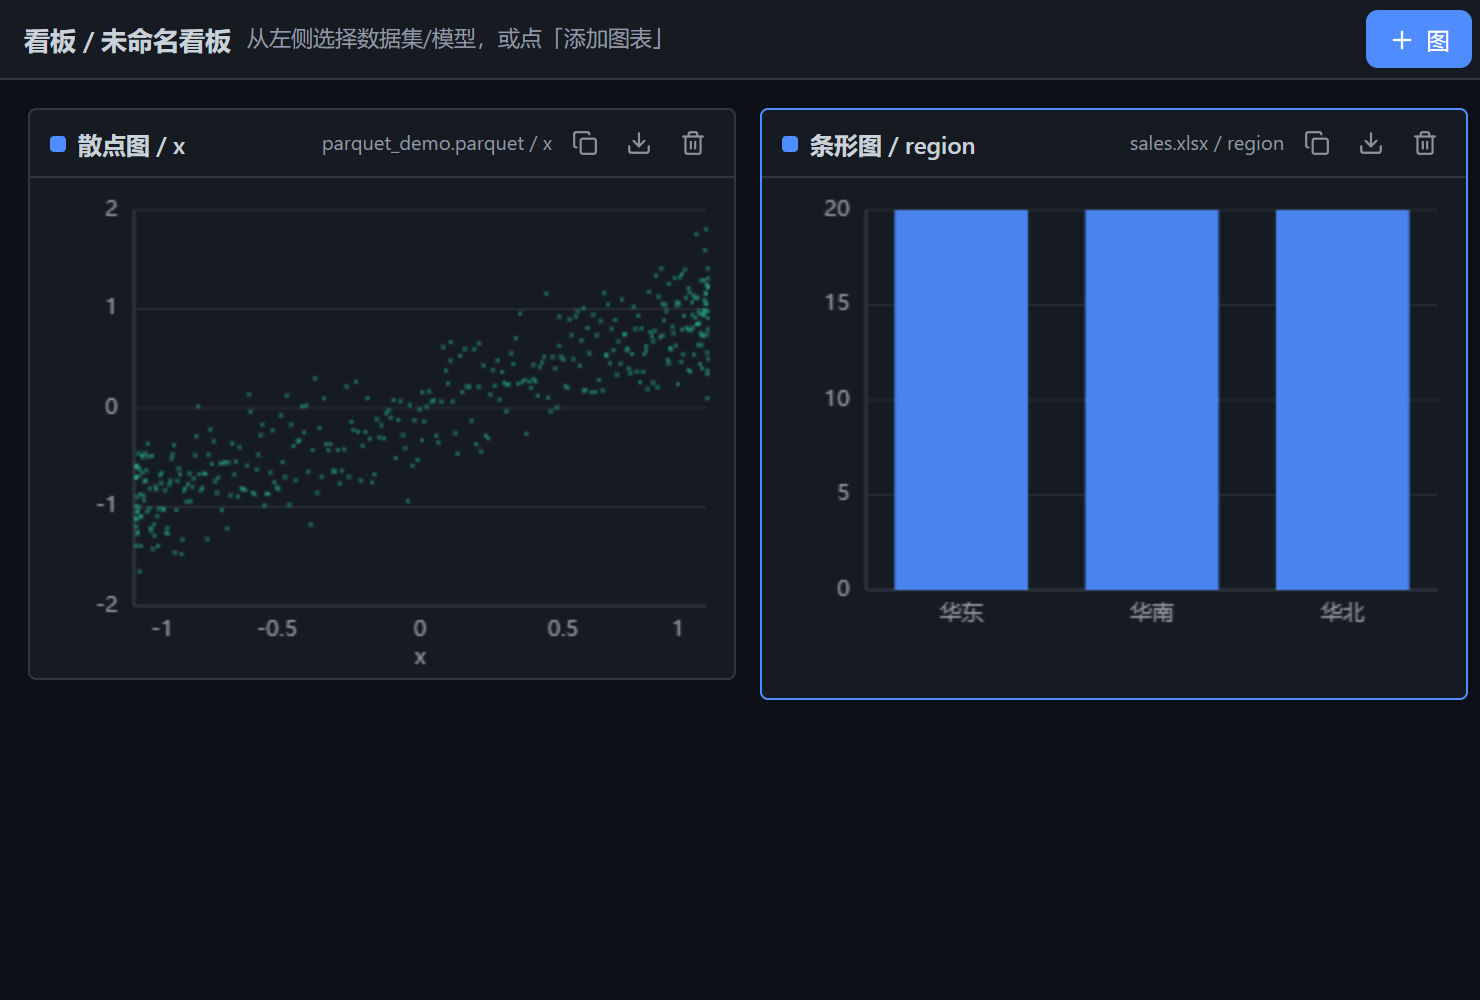 看板 / 未命名看板 从左侧选择数据集/模型，或点「添加图表」
＋ 图
散点图 / x parquet_demo.parquet / x
2
1
0
-1
-2
-1 -0.5 0 0.5 1
x
条形图 / region sales.xlsx / region
20
15
10
5
0
华东 华南 华北